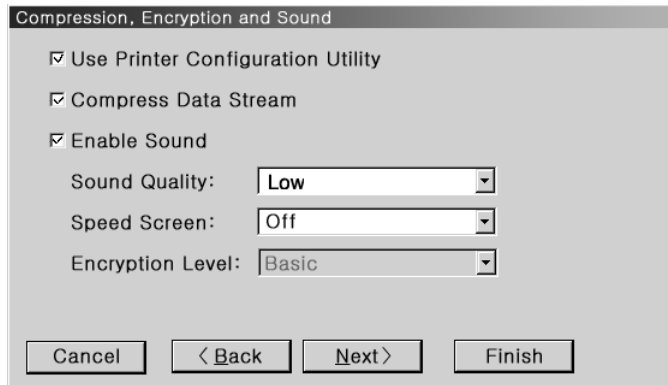 Compression, Encryption and Sound
Use Printer Configuration Utility
Compress Data Stream
Enable Sound
Sound Quality: Low
Speed Screen: Off
Encryption Level: Basic
Cancel < Back Next > Finish